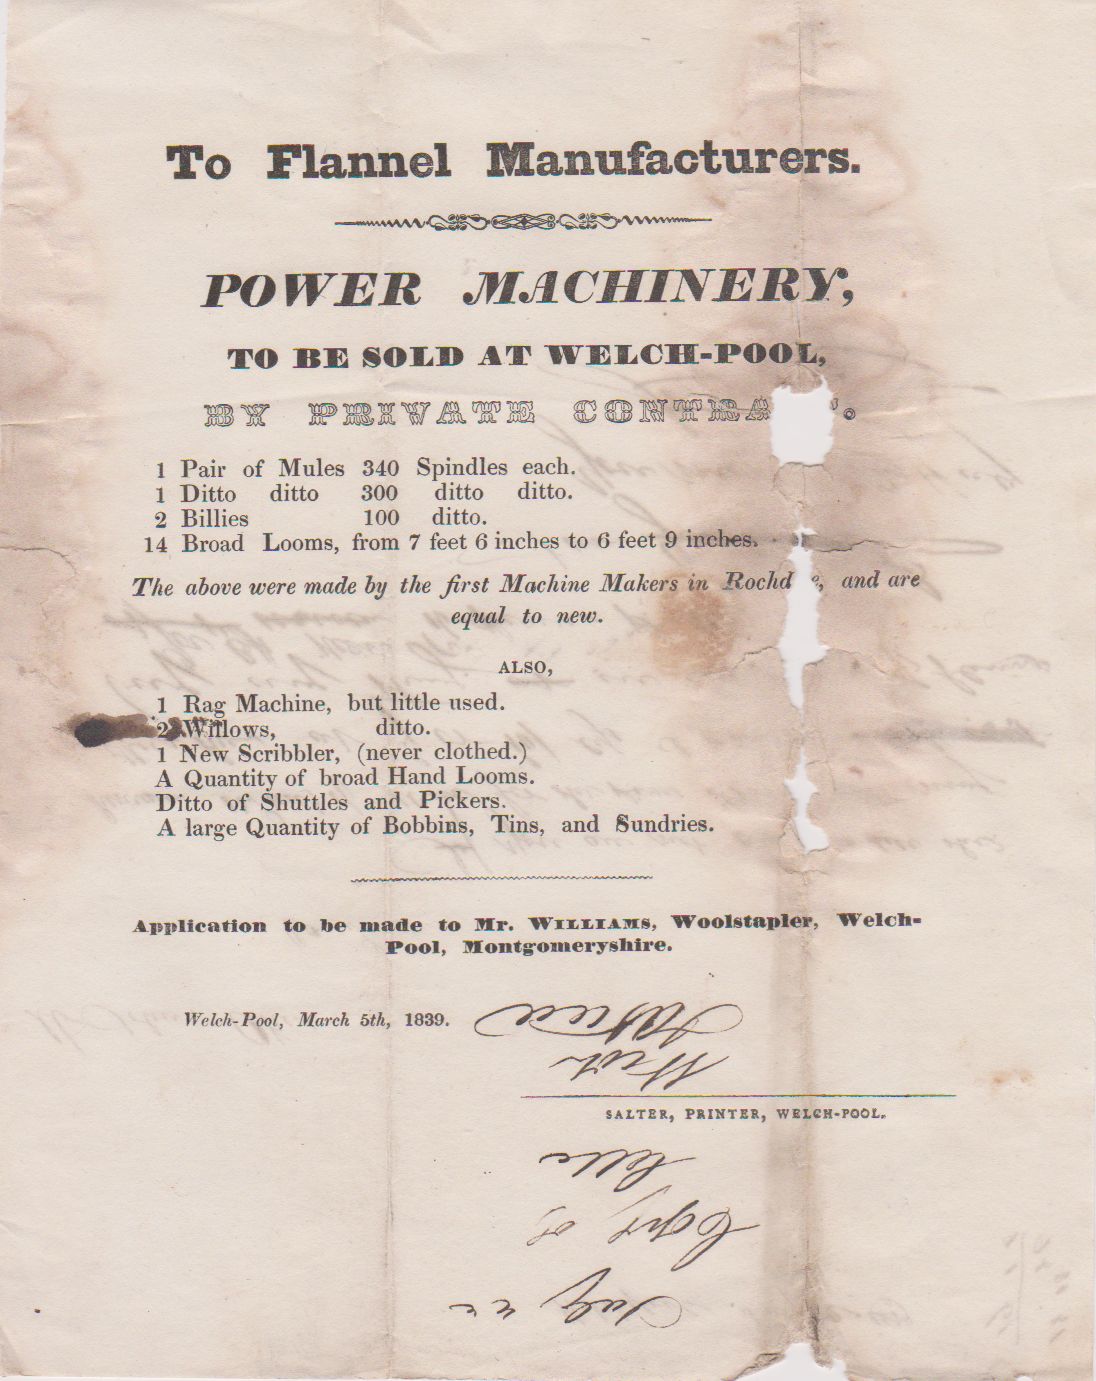 To Flannel Manufacturers.
POWER MACHINERY,
TO BE SOLD AT WELCH-POOL,
BY PRIVATE CONTRA
1 Pair of Mules 340 Spindles each.
1 Ditto ditto 300 ditto ditto.
2 Billies 100 ditto.
14 Broad Looms, from 7 feet 6 inches to 6 feet 9 inches.
The above were made by the first Machine Makers in Rochd e, and are
equal to new.
ALSO,
1 Rag Machine, but little used.
2 Willows, ditto.
1 New Scribbler, (never clothed.)
A Quantity of broad Hand Looms.
Ditto of Shuttles and Pickers.
A large Quantity of Bobbins, Tins, and Sundries.
Application to be made to Mr. WILLIAMS, Woolstapler, Welch-
Pool, Montgomeryshire.
Welch-Pool, March 5th, 1839.
SALTER, PRINTER, WELCH-POOL.
July 22
Copy of